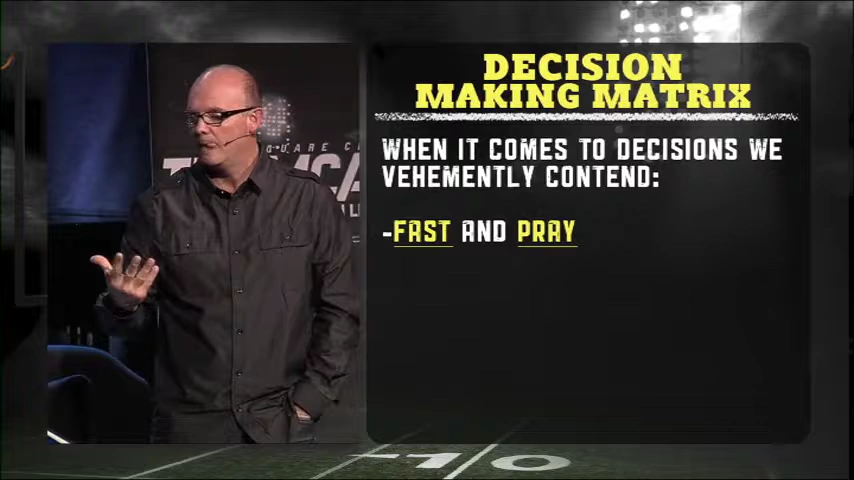 DECISION
MAKING MATRIX
WHEN IT COMES TO DECISIONS WE
VEHEMENTLY CONTEND:
-FAST AND PRAY
-10